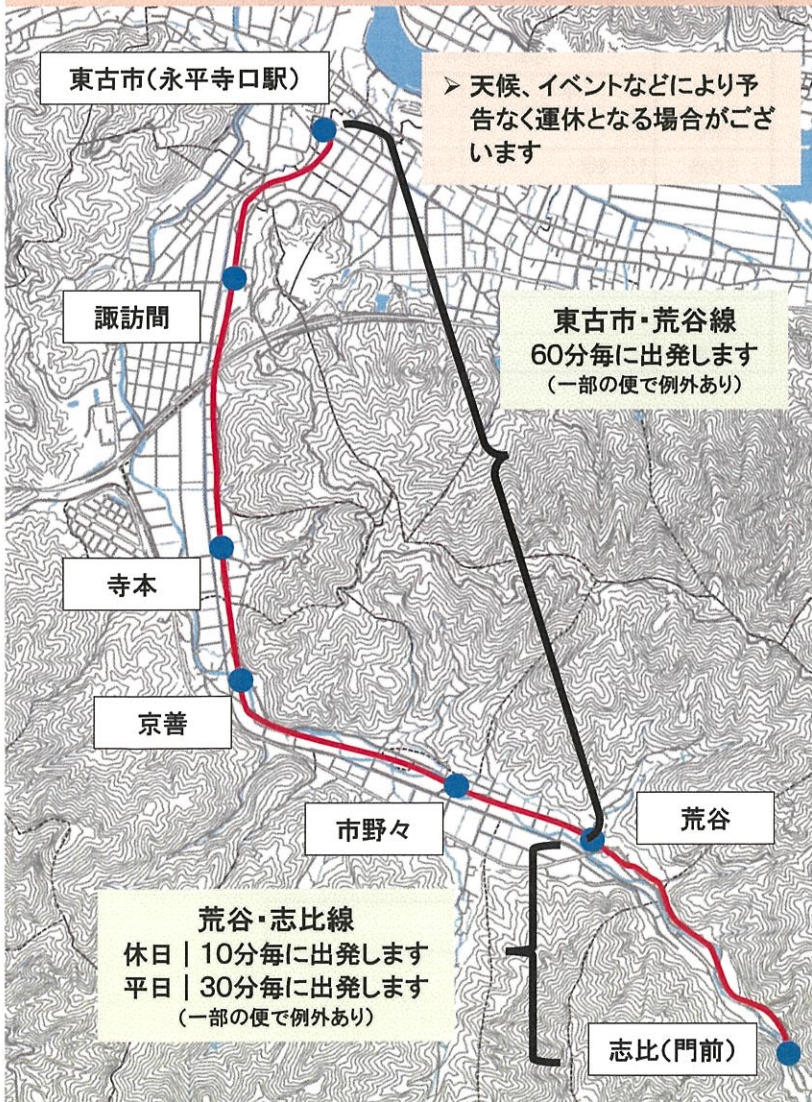 東古市(永平寺口駅)
➢ 天候、イベントなどにより予
告なく運休となる場合がござ
います
諏訪間
東古市・荒谷線
60分毎に出発します
(一部の便で例外あり)
寺本
京善
市野々
荒谷
荒谷・志比線
休日|10分毎に出発します
平日|30分毎に出発します
(一部の便で例外あり)
志比(門前)